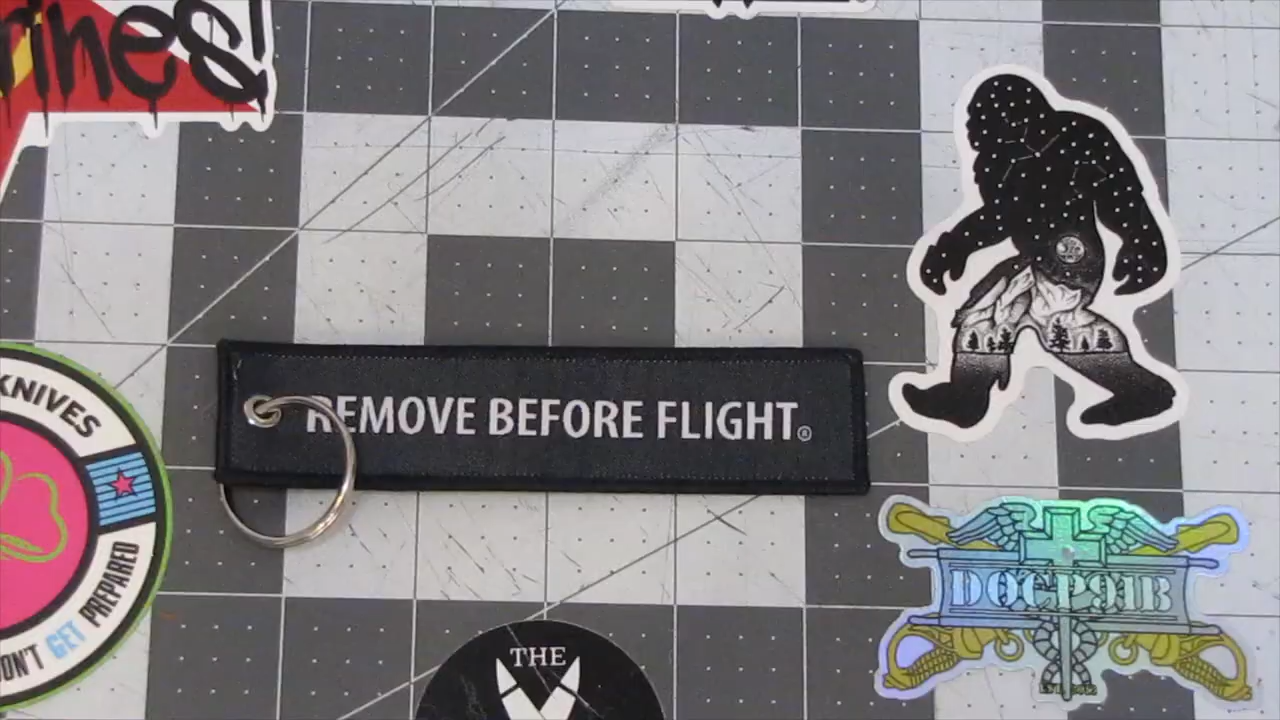 rines!
KNIVES
REMOVE BEFORE FLIGHT®
DON'T GET PREPARED
DOCP91B
THE